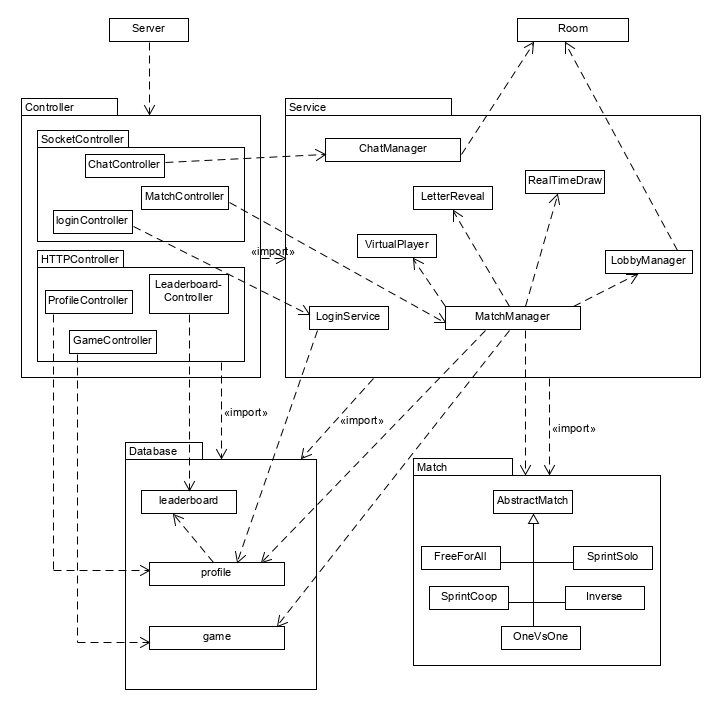 Server
Room
Controller
Service
SocketController
ChatController
ChatManager
MatchController
LetterReveal
RealTimeDraw
loginController
VirtualPlayer
«import»
HTTPController
LobbyManager
Leaderboard-
Controller
ProfileController
LoginService
MatchManager
GameController
«import»
«import»
«import»
Database
Match
leaderboard
AbstractMatch
FreeForAll
SprintSolo
profile
SprintCoop
Inverse
game
OneVsOne